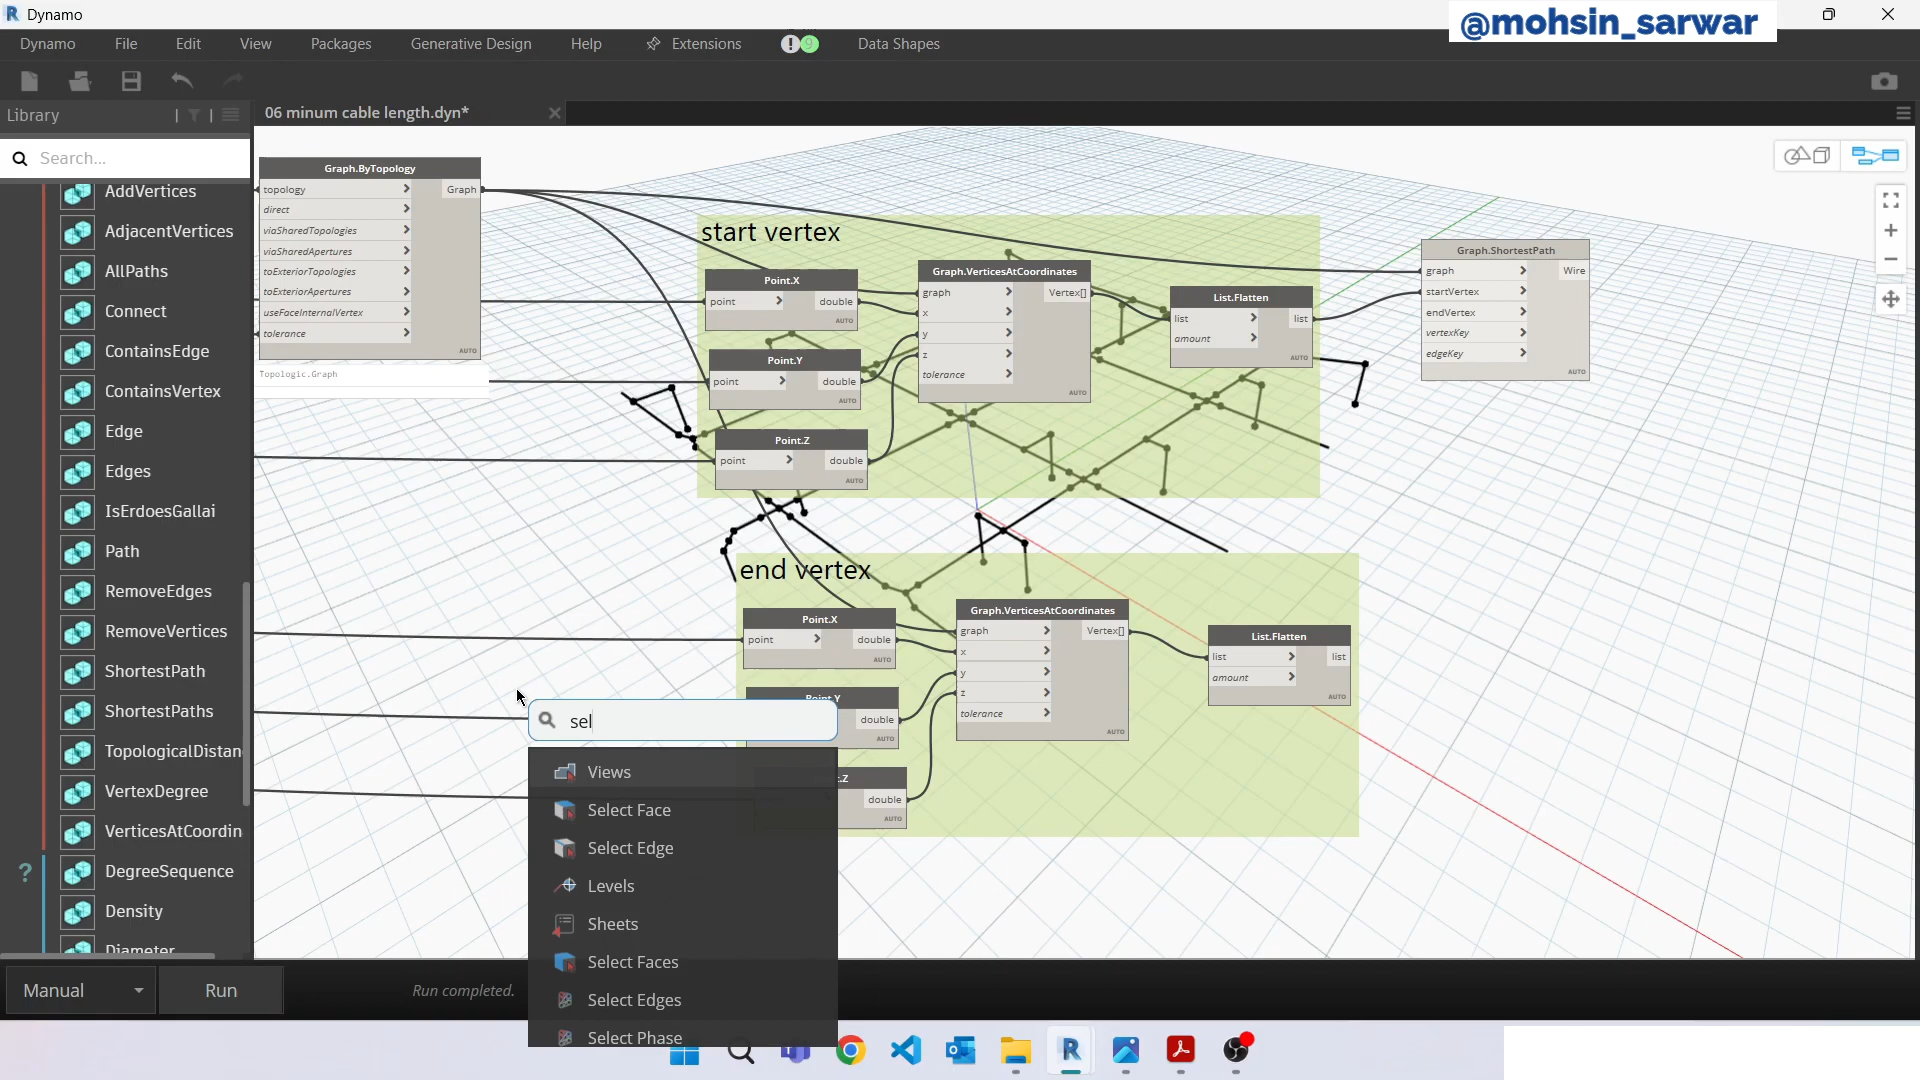 Dynamo
@mohsin_sarwar
Dynamo File Edit View Packages Generative Design Help Extensions 9 Data Shapes
Library
06 minum cable length.dyn*
Search...
AddVertices
AdjacentVertices
AllPaths
Connect
ContainsEdge
ContainsVertex
Edge
Edges
IsErdoesGallai
Path
RemoveEdges
RemoveVertices
ShortestPath
ShortestPaths
TopologicalDistan
VertexDegree
VerticesAtCoordin
DegreeSequence
Density
Diameter
Graph.ByTopology
topology > Graph
direct >
viaSharedTopologies >
viaSharedApertures >
toExteriorTopologies >
toExteriorApertures >
useFaceInternalVertex >
tolerance >
AUTO
Topologic.Graph
start vertex
Point.X
point > double
AUTO
Point.Y
point > double
AUTO
Point.Z
point > double
AUTO
Graph.VerticesAtCoordinates
graph > Vertex[]
x >
y >
z >
tolerance >
AUTO
List.Flatten
list > list
amount >
AUTO
Graph.ShortestPath
graph > Wire
startVertex >
endVertex >
vertexKey >
edgeKey >
AUTO
end vertex
Point.X
point > double
AUTO
Point.Y
double
AUTO
.Z
double
AUTO
Graph.VerticesAtCoordinates
graph > Vertex[]
x >
y >
z >
tolerance >
AUTO
List.Flatten
list > list
amount >
AUTO
sel
Views
Select Face
Select Edge
Levels
Sheets
Select Faces
Select Edges
Select Phase
Manual
Run
Run completed.